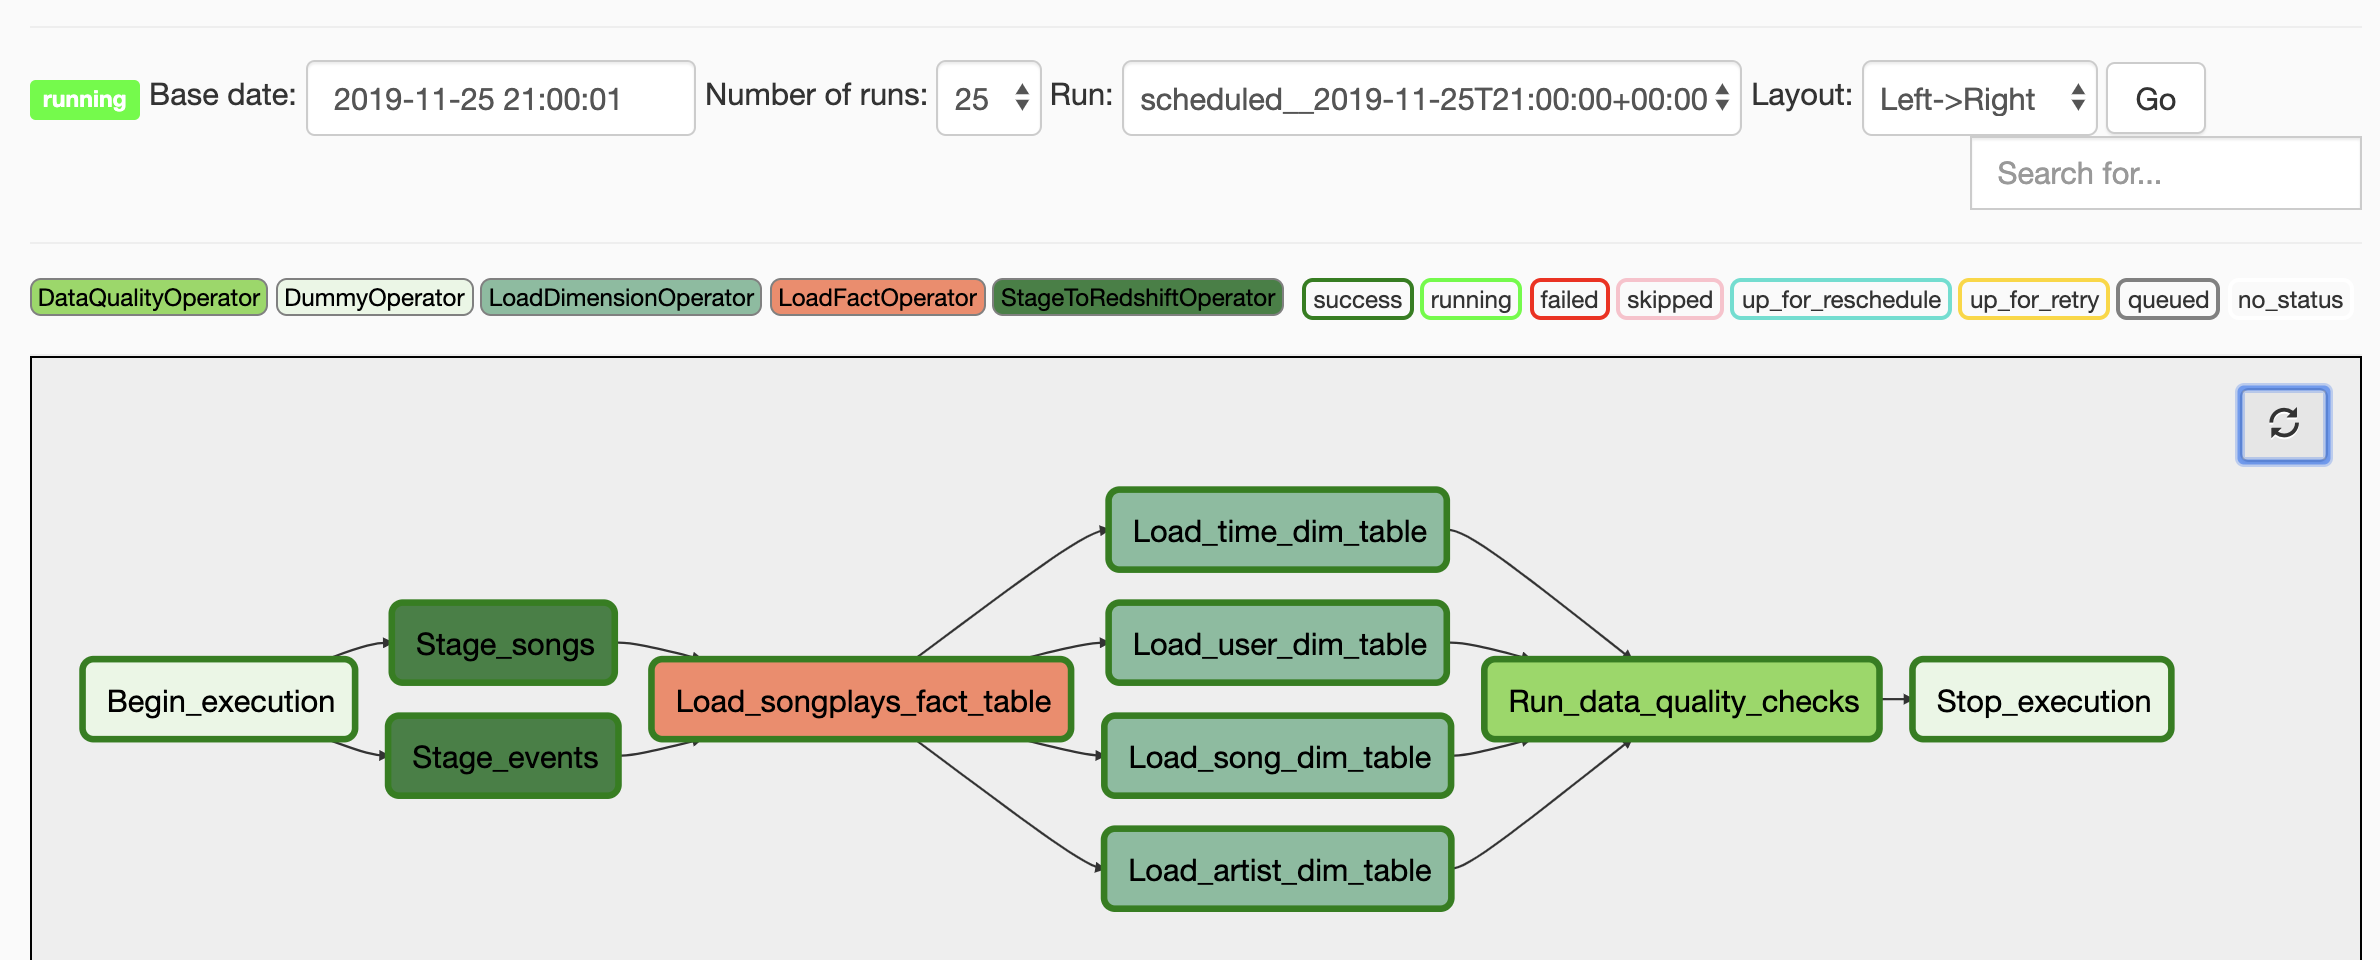 running Base date: 2019-11-25 21:00:01 Number of runs: 25 Run: scheduled__2019-11-25T21:00:00+00:00 Layout: Left->Right Go
Search for...
DataQualityOperator DummyOperator LoadDimensionOperator LoadFactOperator StageToRedshiftOperator success running failed skipped up_for_reschedule up_for_retry queued no_status
Begin_execution
Stage_songs
Stage_events
Load_songplays_fact_table
Load_time_dim_table
Load_user_dim_table
Load_song_dim_table
Load_artist_dim_table
Run_data_quality_checks
Stop_execution